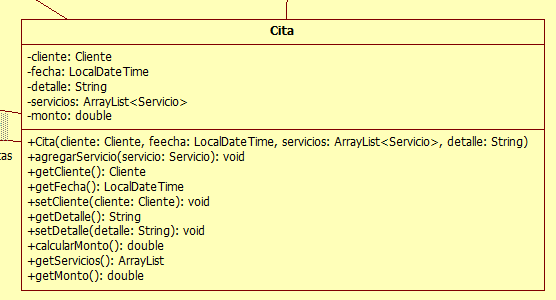 Cita
-cliente: Cliente
-fecha: LocalDateTime
-detalle: String
-servicios: ArrayList<Servicio>
-monto: double
+Cita(cliente: Cliente, feecha: LocalDateTime, servicios: ArrayList<Servicio>, detalle: String)
tas
+agregarServicio(servicio: Servicio): void
+getCliente(): Cliente
+getFecha(): LocalDateTime
+setCliente(cliente: Cliente): void
+getDetalle(): String
+setDetalle(detalle: String): void
+calcularMonto(): double
+getServicios(): ArrayList
+getMonto(): double